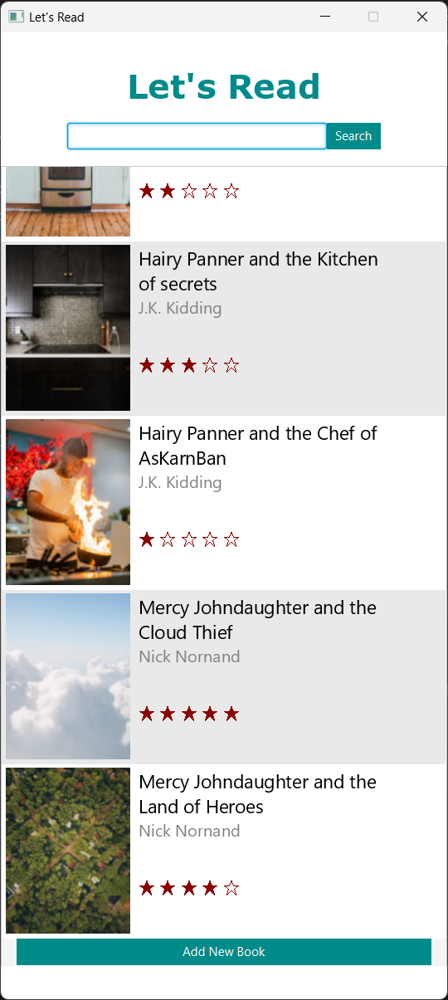 Let's Read
Let's Read
Search
Hairy Panner and the Kitchen
of secrets
J.K. Kidding
Hairy Panner and the Chef of
AsKarnBan
J.K. Kidding
Mercy Johndaughter and the
Cloud Thief
Nick Nornand
Mercy Johndaughter and the
Land of Heroes
Nick Nornand
Add New Book